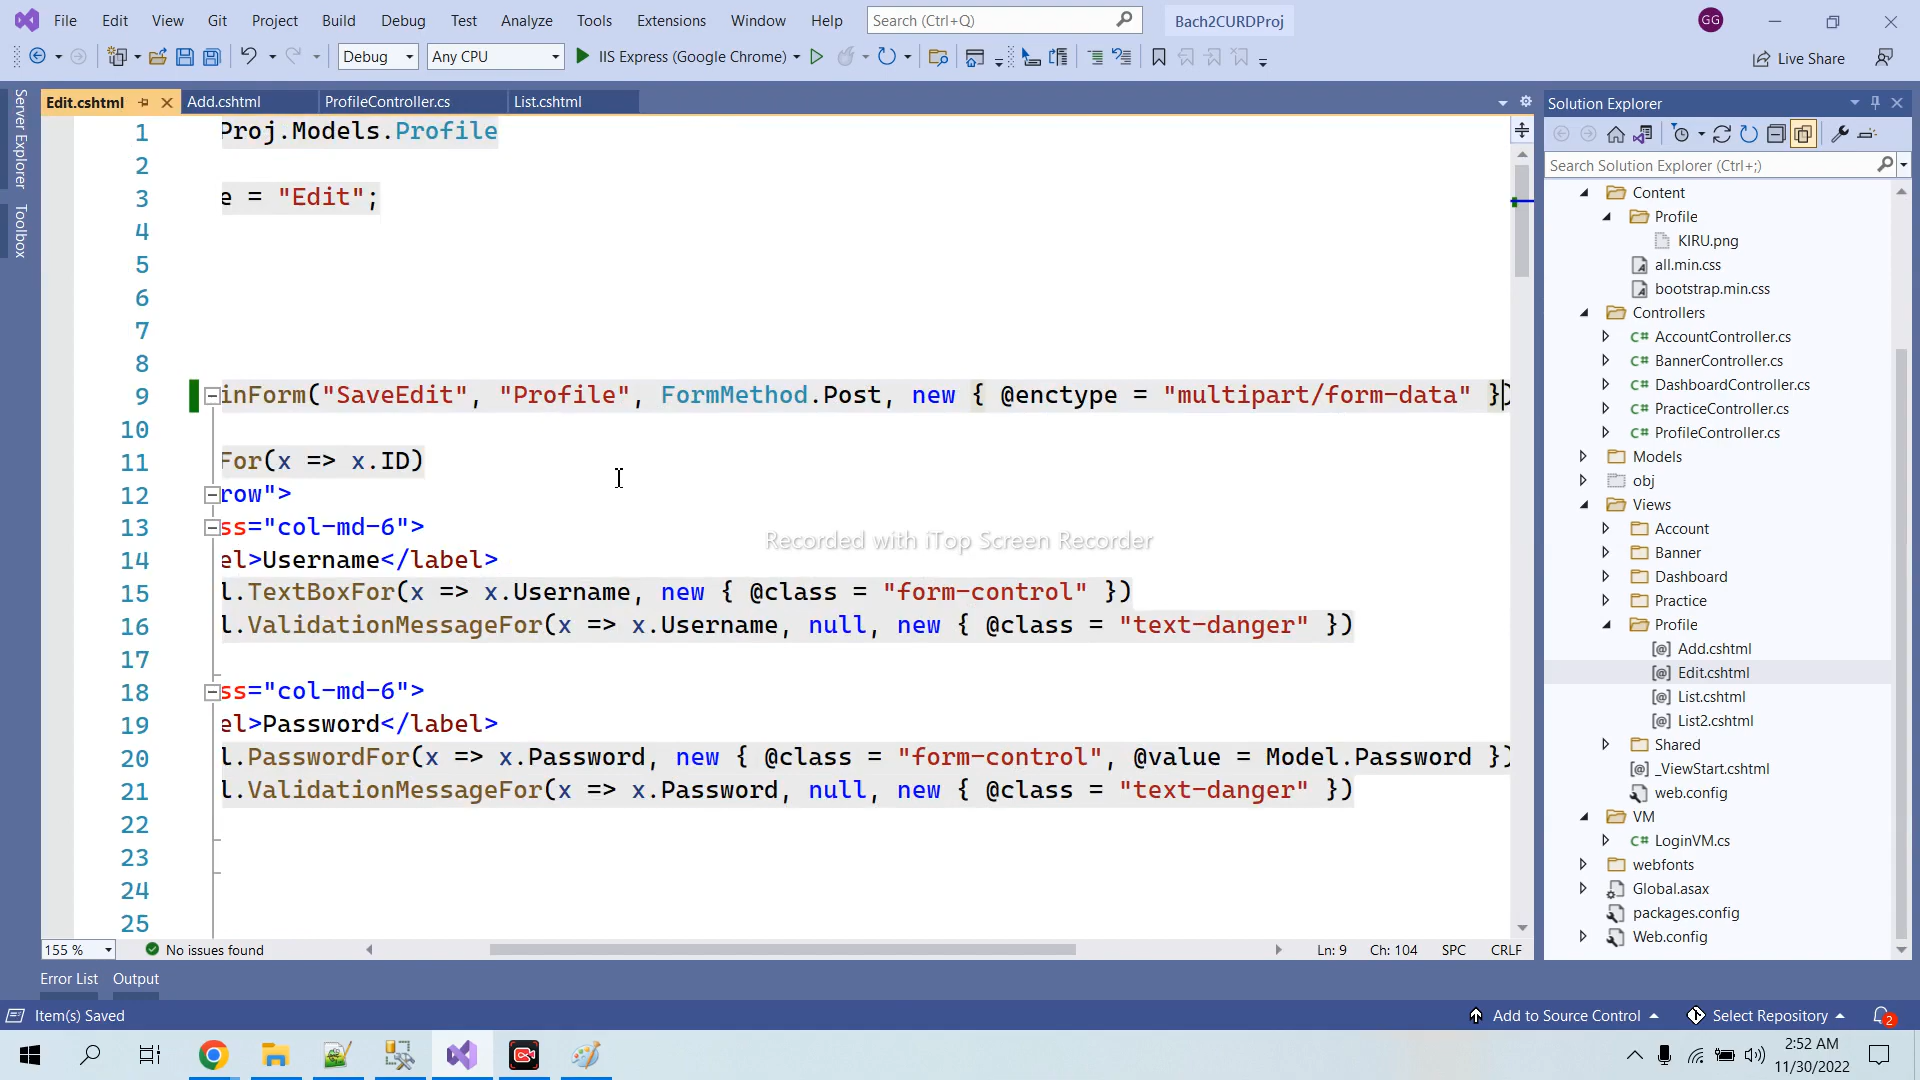 File Edit View Git Project Build Debug Test Analyze Tools Extensions Window Help Search (Ctrl+Q) Bach2CURDProj GG
Debug Any CPU IIS Express (Google Chrome) Live Share
Server Explorer
Toolbox
Edit.cshtml Add.cshtml ProfileController.cs List.cshtml
1 Proj.Models.Profile
2
3 e = "Edit";
4
5
6
7
8
9 inForm("SaveEdit", "Profile", FormMethod.Post, new { @enctype = "multipart/form-data" })
10
11 For(x => x.ID)
12 row">
13 ss="col-md-6">
14 el>Username</label>
15 l.TextBoxFor(x => x.Username, new { @class = "form-control" })
16 l.ValidationMessageFor(x => x.Username, null, new { @class = "text-danger" })
17
18 ss="col-md-6">
19 el>Password</label>
20 l.PasswordFor(x => x.Password, new { @class = "form-control", @value = Model.Password })
21 l.ValidationMessageFor(x => x.Password, null, new { @class = "text-danger" })
22
23
24
25
Recorded with iTop Screen Recorder
155 % No issues found Ln: 9 Ch: 104 SPC CRLF
Solution Explorer
Search Solution Explorer (Ctrl+;)
Content
Profile
KIRU.png
all.min.css
bootstrap.min.css
Controllers
C# AccountController.cs
C# BannerController.cs
C# DashboardController.cs
C# PracticeController.cs
C# ProfileController.cs
Models
obj
Views
Account
Banner
Dashboard
Practice
Profile
[@] Add.cshtml
[@] Edit.cshtml
[@] List.cshtml
[@] List2.cshtml
Shared
[@] _ViewStart.cshtml
web.config
VM
C# LoginVM.cs
webfonts
Global.asax
packages.config
Web.config
Error List Output
Item(s) Saved Add to Source Control Select Repository 2
2:52 AM
11/30/2022